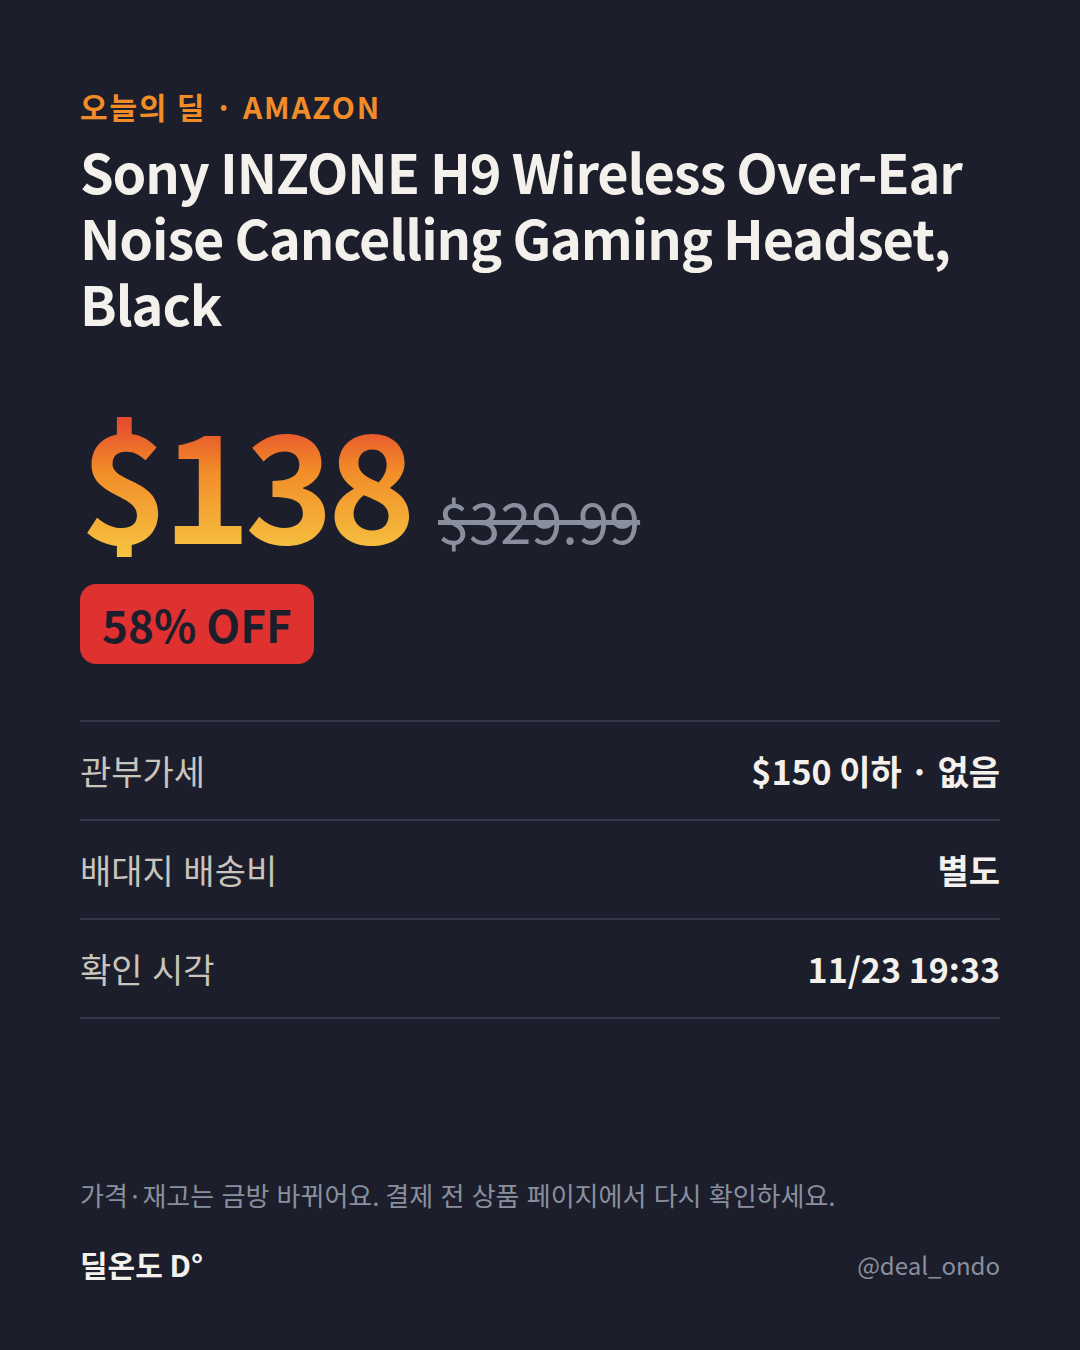 오늘의 딜 · AMAZON
Sony INZONE H9 Wireless Over-Ear
Noise Cancelling Gaming Headset,
Black
$138 $329.99
58% OFF
관부가세 $150 이하 · 없음
배대지 배송비 별도
확인 시각 11/23 19:33
가격·재고는 금방 바뀌어요. 결제 전 상품 페이지에서 다시 확인하세요.
딜온도 D° @deal_ondo